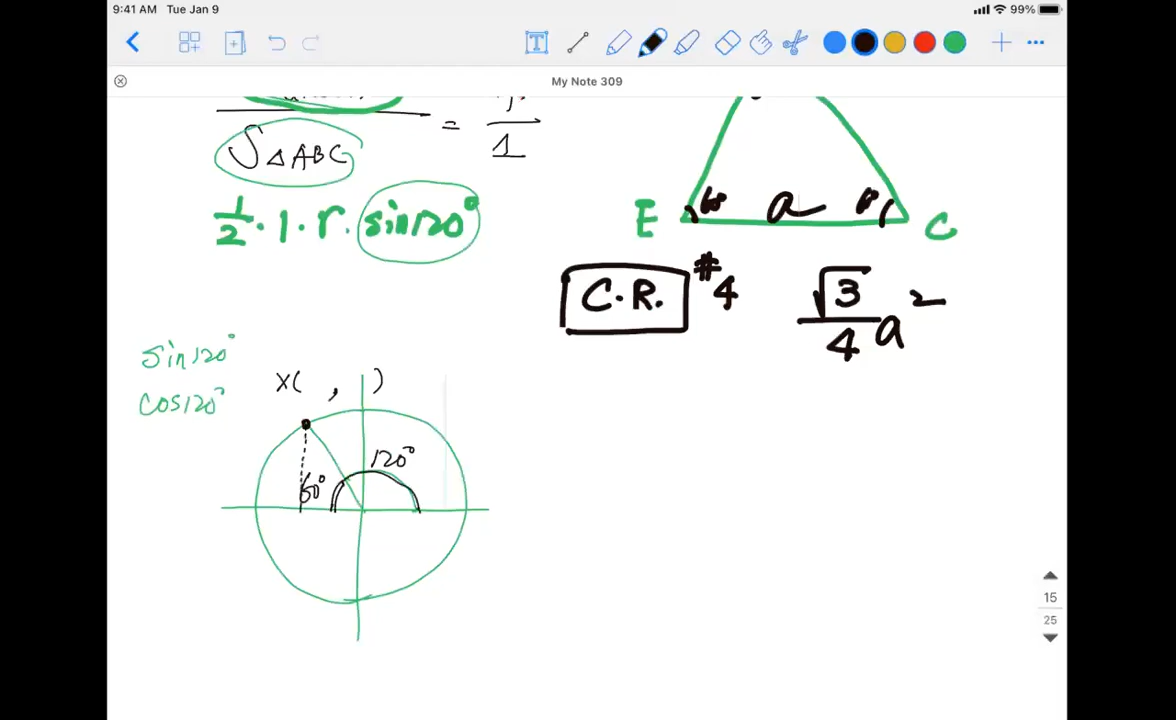 9:41 AM Tue Jan 9
99%
My Note 309
S△ABC
=
1
1/2 · 1 · r · sin120°
60°
a
E
C
C.R. #4
√3/4 a²
sin120°
cos120°
X( , )
120°
60°
15
25